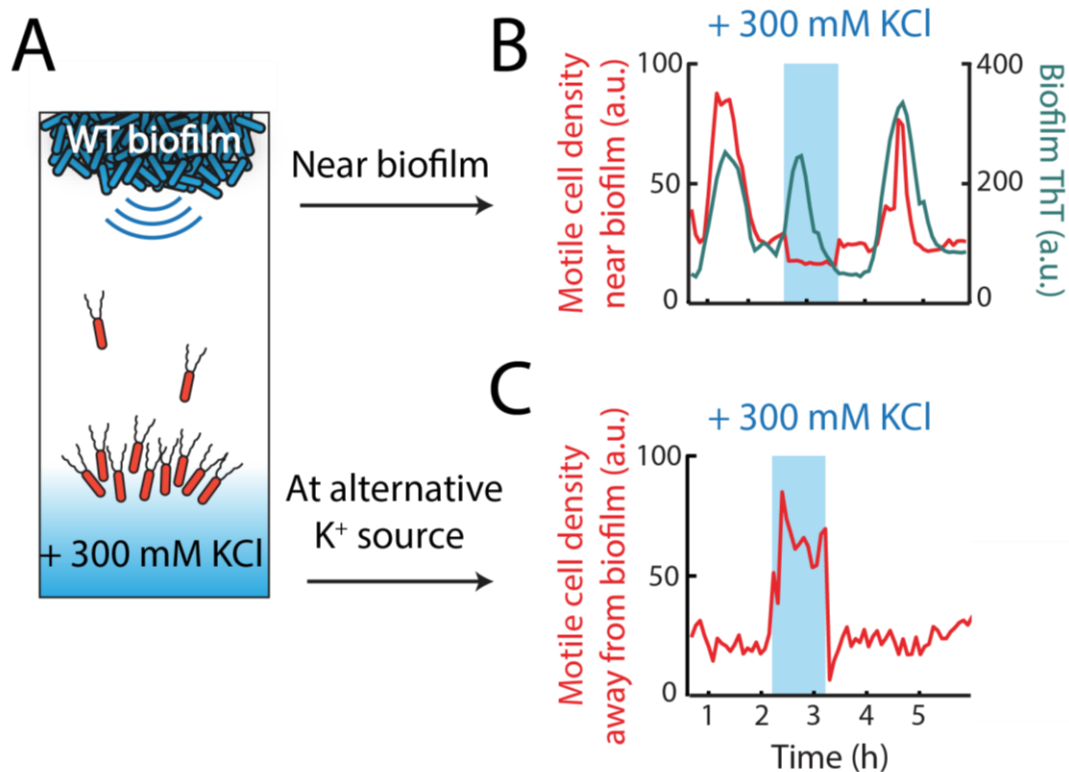 A
WT biofilm
+ 300 mM KCl
Near biofilm
At alternative
K⁺ source
B
+ 300 mM KCl
Motile cell density
near biofilm (a.u.)
100
50
0
400
200
0
Biofilm ThT (a.u.)
C
+ 300 mM KCl
Motile cell density
away from biofilm (a.u.)
100
50
0
1 2 3 4 5
Time (h)